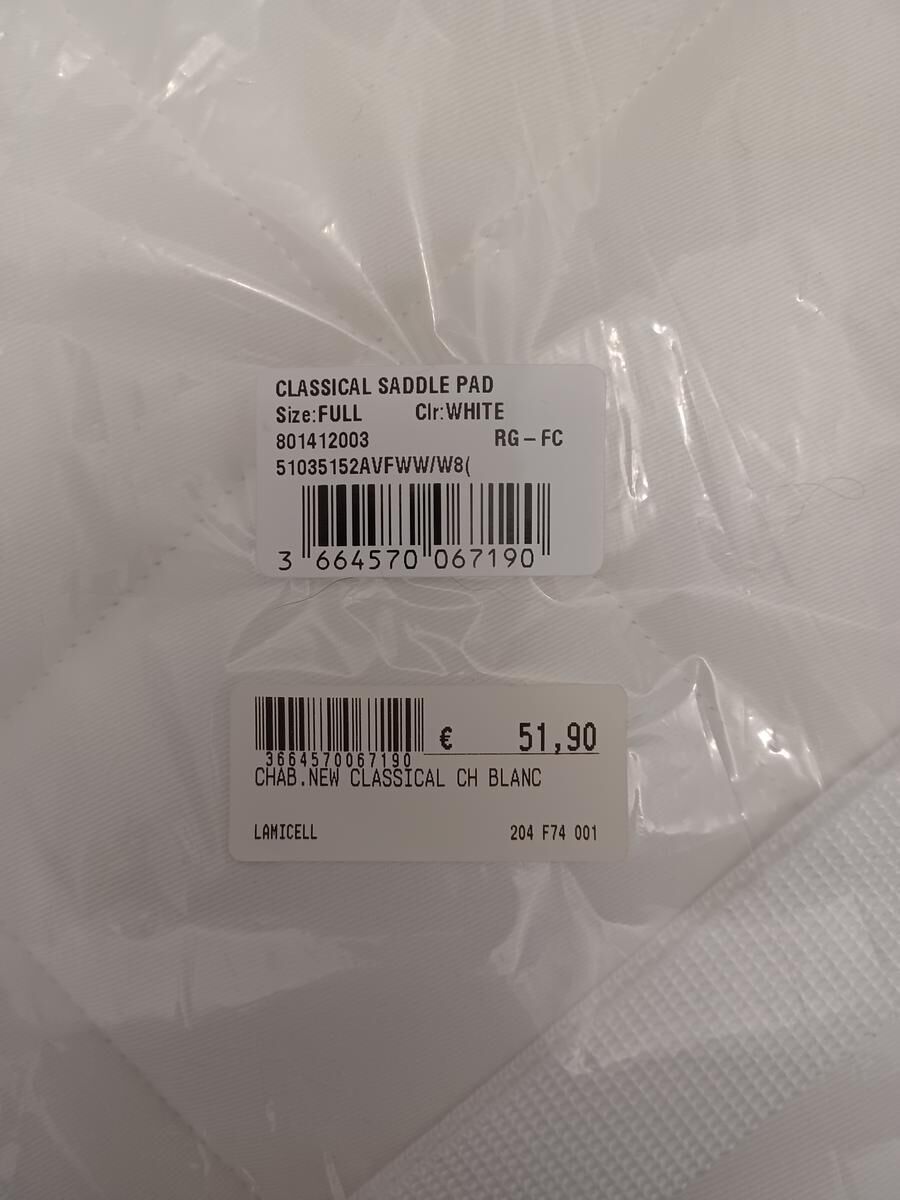 CLASSICAL SADDLE PAD
Size:FULL Clr:WHITE
801412003 RG – FC
51035152AVFWW/W8(
3 664570 067190
€ 51,90
3664570067190
CHAB.NEW CLASSICAL CH BLANC
LAMICELL 204 F74 001